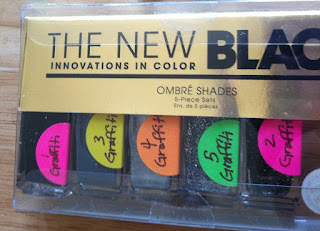 THE NEW BLAC
INNOVATIONS IN COLOR
OMBRÉ SHADES
5-Piece Sets
Ens. de 5 pièces
1 Graffiti
3 Graffiti
4 Graffiti
5 Graffiti
2 Graffiti